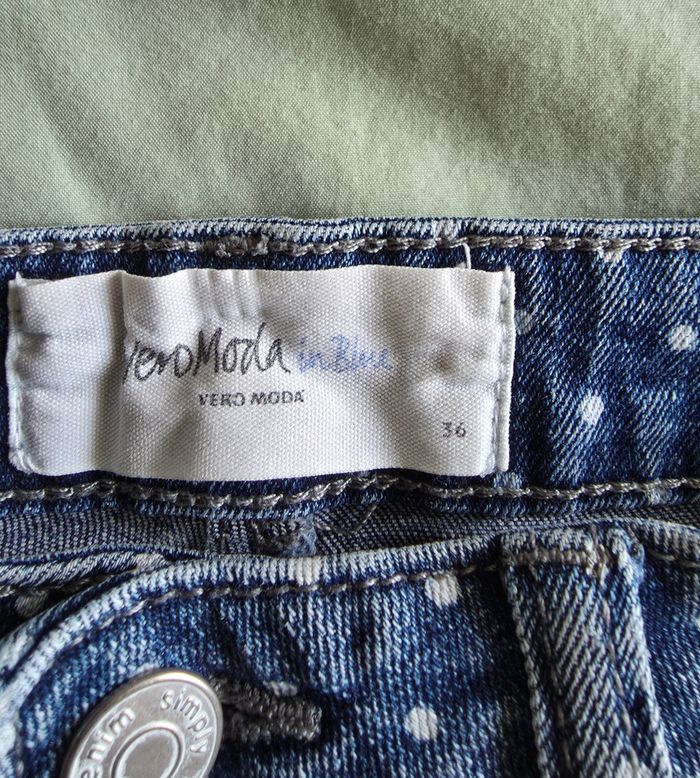 VeroModa in Blue
VERO MODA
36
simply
denim